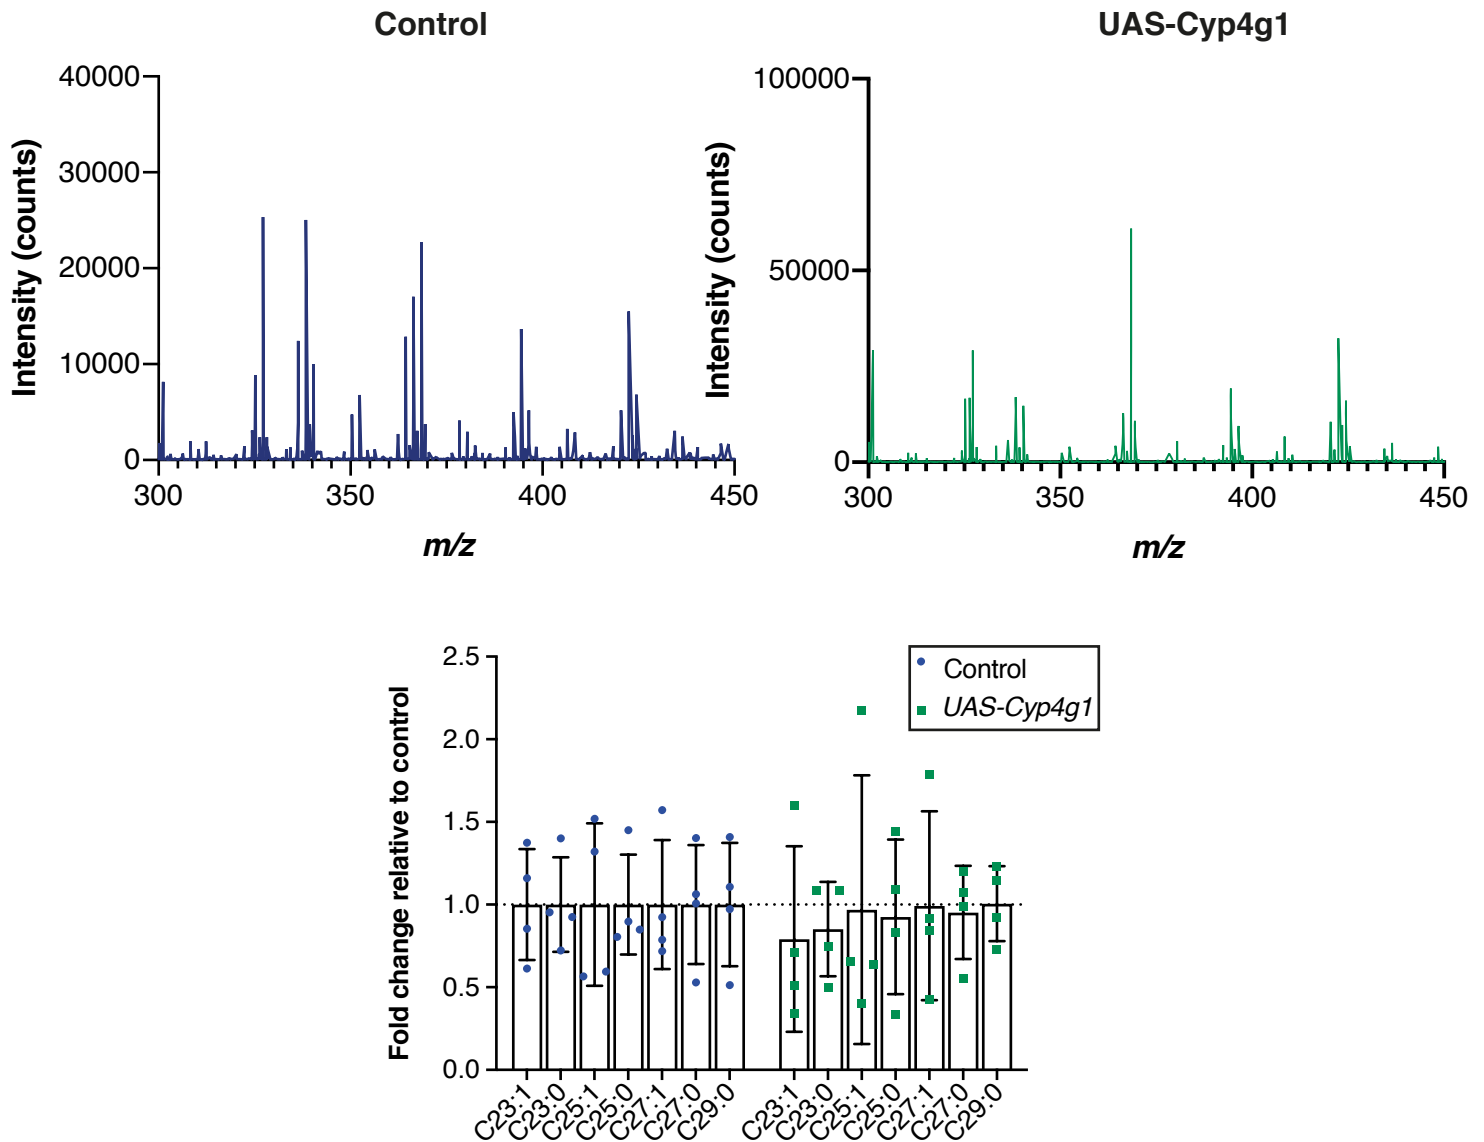 Control
UAS-Cyp4g1
Intensity (counts)
40000
30000
20000
10000
0
300
350
400
450
m/z
Intensity (counts)
100000
50000
0
300
350
400
450
m/z
Fold change relative to control
2.5
2.0
1.5
1.0
0.5
0.0
Control
UAS-Cyp4g1
C23:1
C23:0
C25:1
C25:0
C27:1
C27:0
C29:0
C23:1
C23:0
C25:1
C25:0
C27:1
C27:0
C29:0